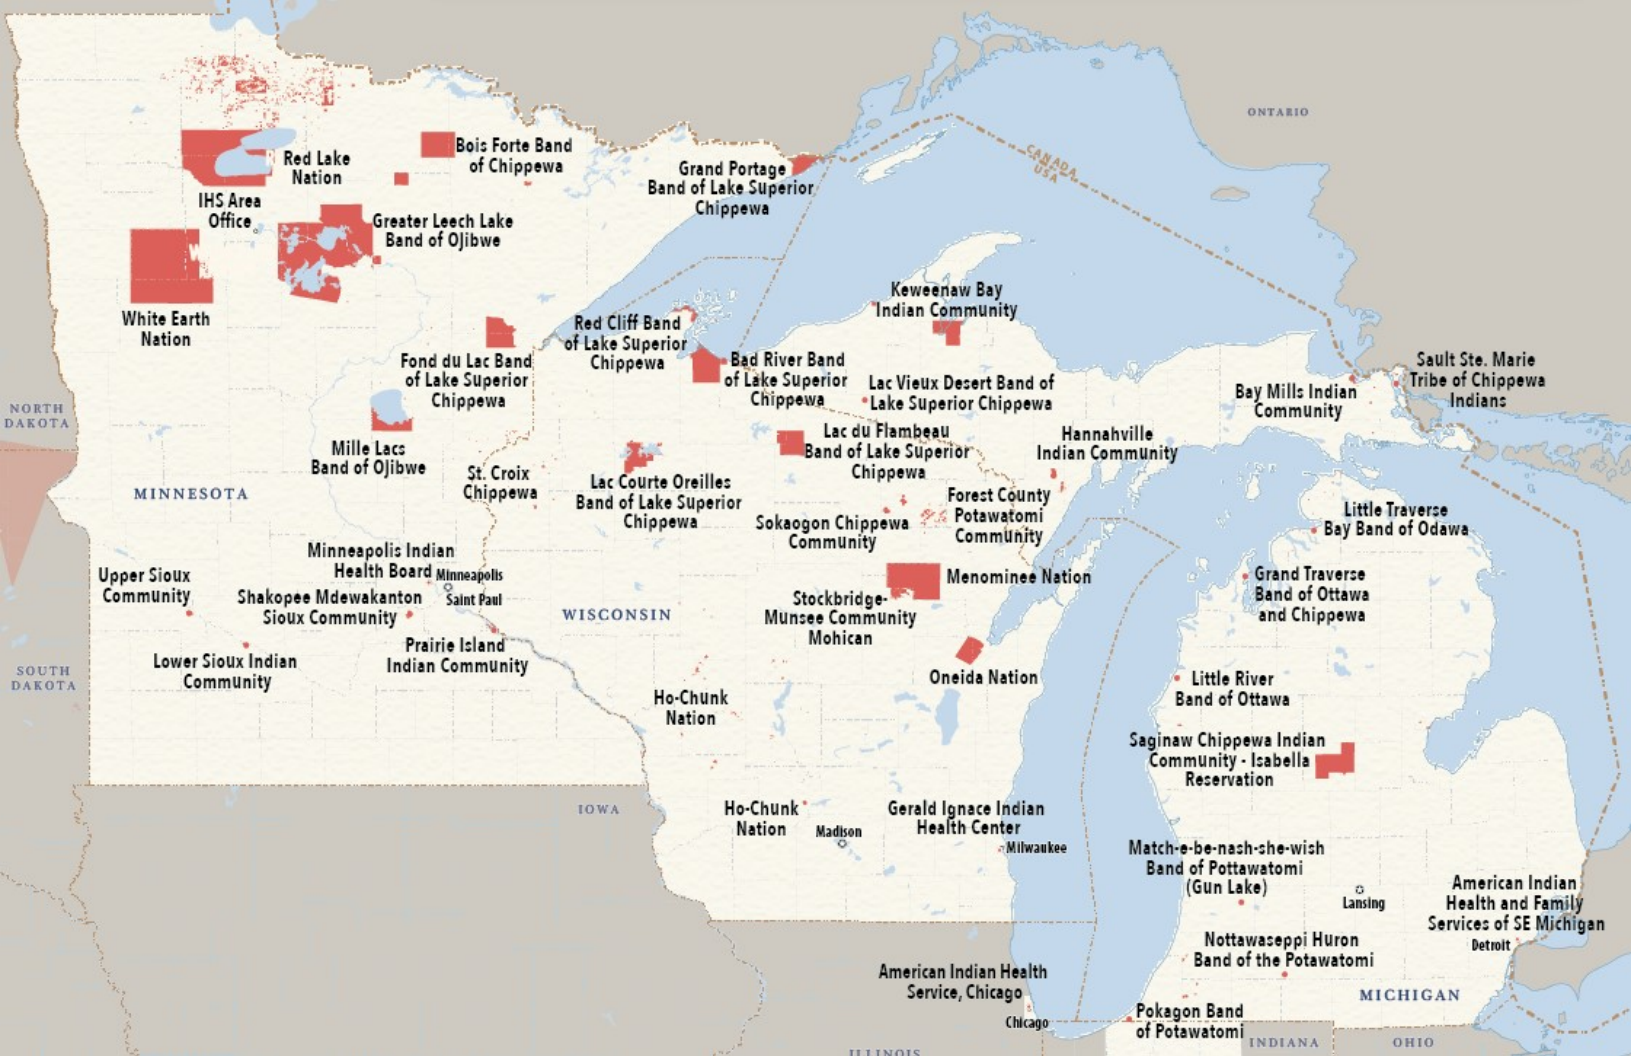 ONTARIO
CANADA
USA
Red Lake
Nation
Bois Forte Band
of Chippewa
Grand Portage
Band of Lake Superior
Chippewa
IHS Area
Office
Greater Leech Lake
Band of OJibwe
White Earth
Nation
Keweenaw Bay
Indian Community
Red Cliff Band
of Lake Superior
Chippewa
Fond du Lac Band
of Lake Superior
Chippewa
Bad River Band
of Lake Superior
Chippewa
Lac Vieux Desert Band of
Lake Superior Chippewa
Bay Mills Indian
Community
Sault Ste. Marie
Tribe of Chippewa
Indians
NORTH
DAKOTA
Mille Lacs
Band of OJibwe
St. Croix
Chippewa
Lac Courte Oreilles
Band of Lake Superior
Chippewa
Lac du Flambeau
Band of Lake Superior
Chippewa
Hannahville
Indian Community
MINNESOTA
Sokaogon Chippewa
Community
Forest County
Potawatomi
Community
Little Traverse
Bay Band of Odawa
Minneapolis Indian
Health Board
Minneapolis
Saint Paul
Upper Sioux
Community
Shakopee Mdewakanton
Sioux Community
WISCONSIN
Stockbridge-
Munsee Community
Mohican
Menominee Nation
Grand Traverse
Band of Ottawa
and Chippewa
SOUTH
DAKOTA
Lower Sioux Indian
Community
Prairie Island
Indian Community
Oneida Nation
Ho-Chunk
Nation
Little River
Band of Ottawa
Saginaw Chippewa Indian
Community - Isabella
Reservation
IOWA
Ho-Chunk
Nation
Madison
Gerald Ignace Indian
Health Center
Milwaukee
Match-e-be-nash-she-wish
Band of Pottawatomi
(Gun Lake)
Lansing
American Indian
Health and Family
Services of SE Michigan
Detroit
Nottawaseppi Huron
Band of the Potawatomi
American Indian Health
Service, Chicago
Chicago
MICHIGAN
Pokagon Band
of Potawatomi
ILLINOIS
INDIANA
OHIO